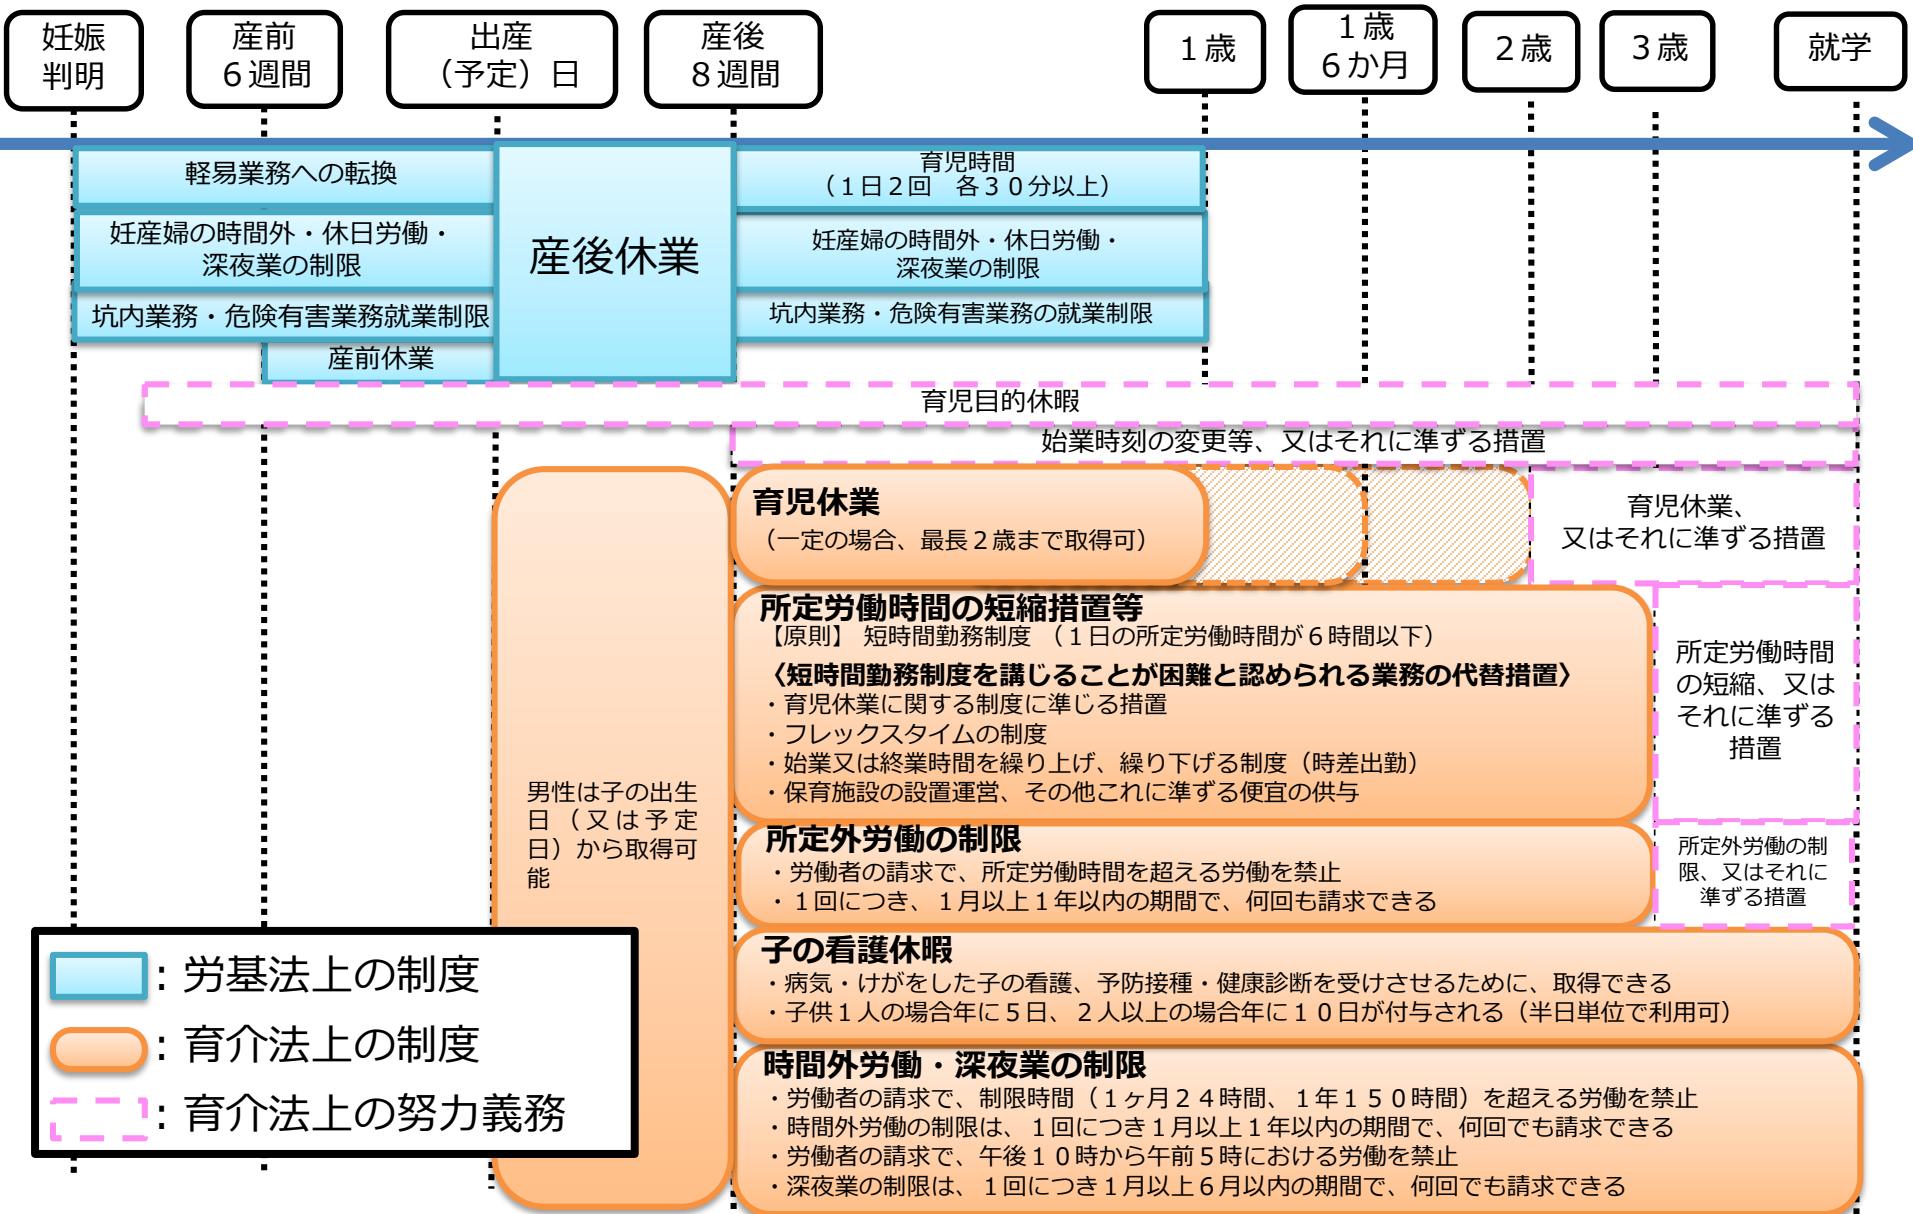 妊娠
判明
産前
６週間
出産
（予定）日
産後
８週間
１歳
１歳
６か月
２歳
３歳
就学
軽易業務への転換
妊産婦の時間外・休日労働・
深夜業の制限
坑内業務・危険有害業務就業制限
産前休業
産後休業
育児時間
（１日２回　各３０分以上）
妊産婦の時間外・休日労働・
深夜業の制限
坑内業務・危険有害業務の就業制限
育児目的休暇
始業時刻の変更等、又はそれに準ずる措置
男性は子の出生
日（又は予定
日）から取得可
能
育児休業
（一定の場合、最長２歳まで取得可）
育児休業、
又はそれに準ずる措置
所定労働時間の短縮措置等
【原則】 短時間勤務制度 （１日の所定労働時間が６時間以下）
〈短時間勤務制度を講じることが困難と認められる業務の代替措置〉
・育児休業に関する制度に準じる措置
・フレックスタイムの制度
・始業又は終業時間を繰り上げ、繰り下げる制度（時差出勤）
・保育施設の設置運営、その他これに準ずる便宜の供与
所定労働時間
の短縮、又は
それに準ずる
措置
所定外労働の制限
・労働者の請求で、所定労働時間を超える労働を禁止
・１回につき、１月以上１年以内の期間で、何回も請求できる
所定外労働の制
限、又はそれに
準ずる措置
子の看護休暇
・病気・けがをした子の看護、予防接種・健康診断を受けさせるために、取得できる
・子供１人の場合年に５日、２人以上の場合年に１０日が付与される（半日単位で利用可）
時間外労働・深夜業の制限
・労働者の請求で、制限時間（１ヶ月２４時間、１年１５０時間）を超える労働を禁止
・時間外労働の制限は、１回につき１月以上１年以内の期間で、何回でも請求できる
・労働者の請求で、午後１０時から午前５時における労働を禁止
・深夜業の制限は、１回につき１月以上６月以内の期間で、何回でも請求できる
：労基法上の制度
：育介法上の制度
：育介法上の努力義務